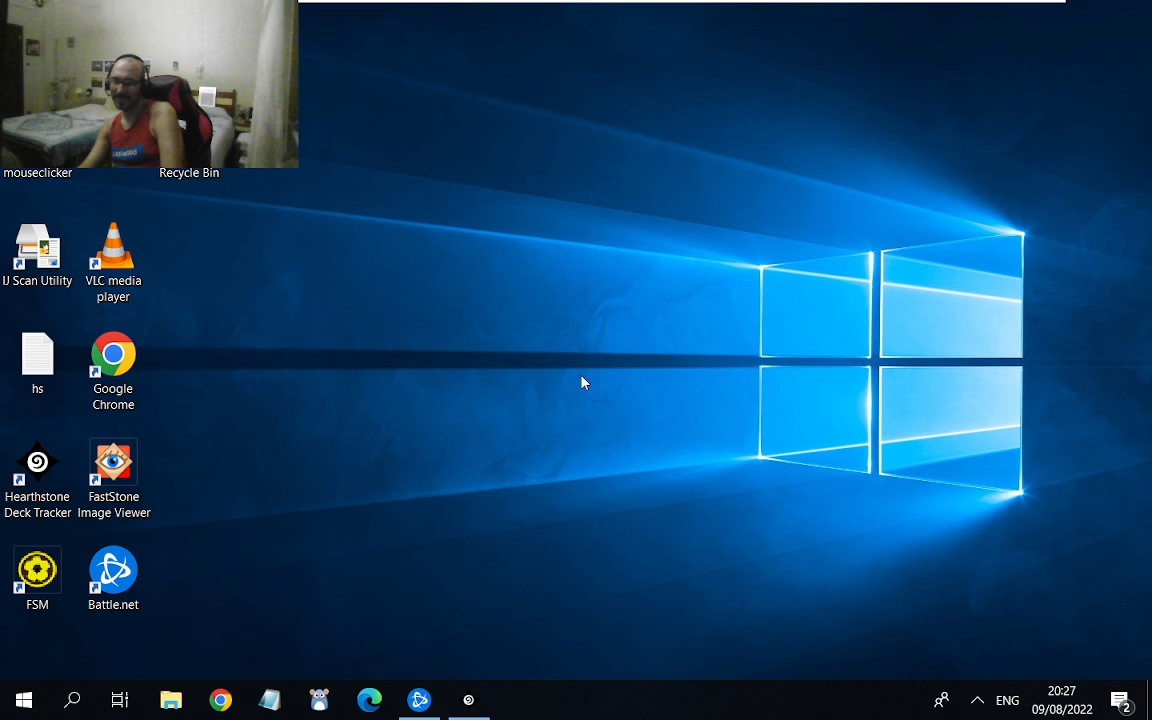 mouseclicker
Recycle Bin
IJ Scan Utility
VLC media
player
hs
Google
Chrome
Hearthstone
Deck Tracker
FastStone
Image Viewer
FSM
Battle.net
ENG
20:27
09/08/2022
2